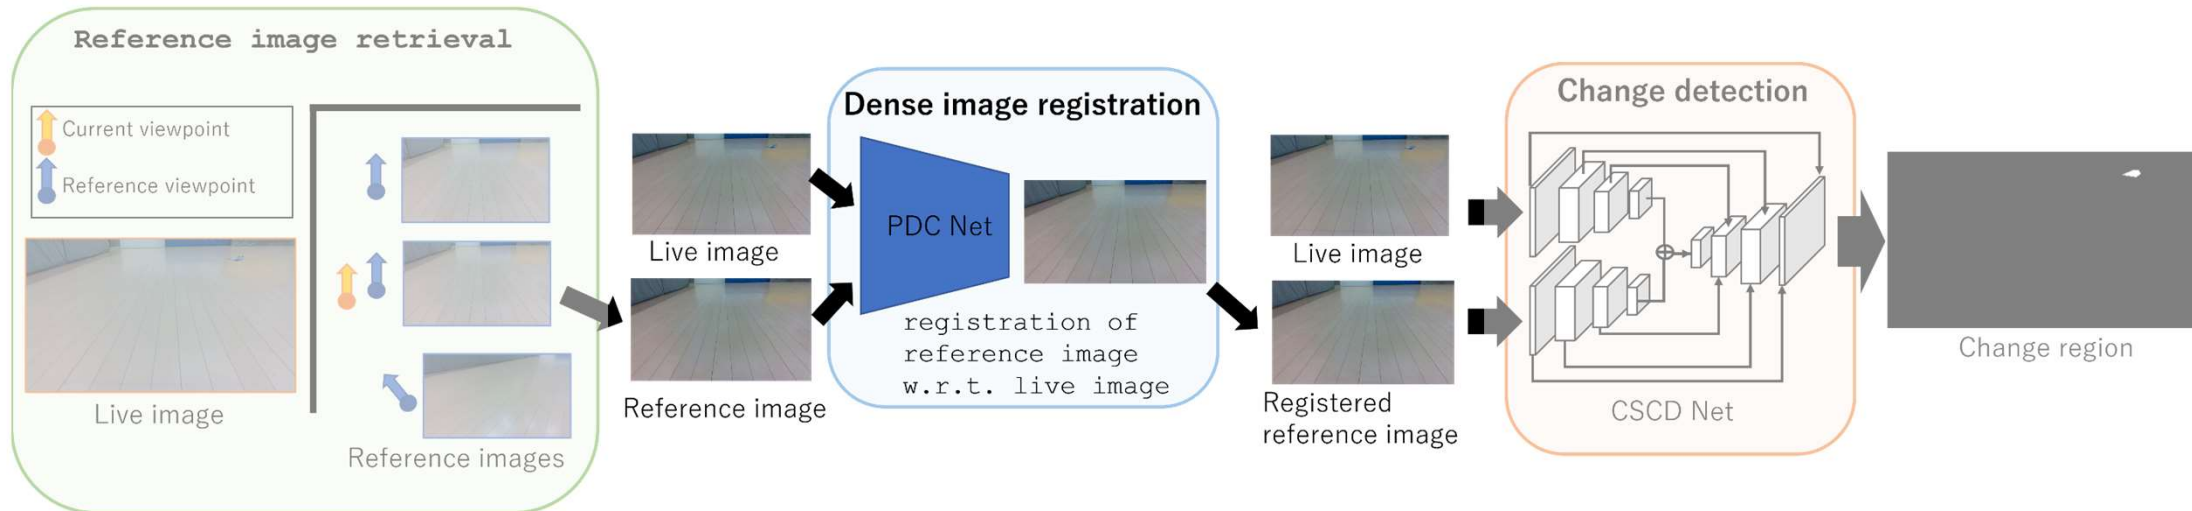 Reference image retrieval
Current viewpoint
Reference viewpoint
Live image
Reference images
Live image
Reference image
Dense image registration
PDC Net
registration of
reference image
w.r.t. live image
Live image
Registered
reference image
Change detection
CSCD Net
Change region